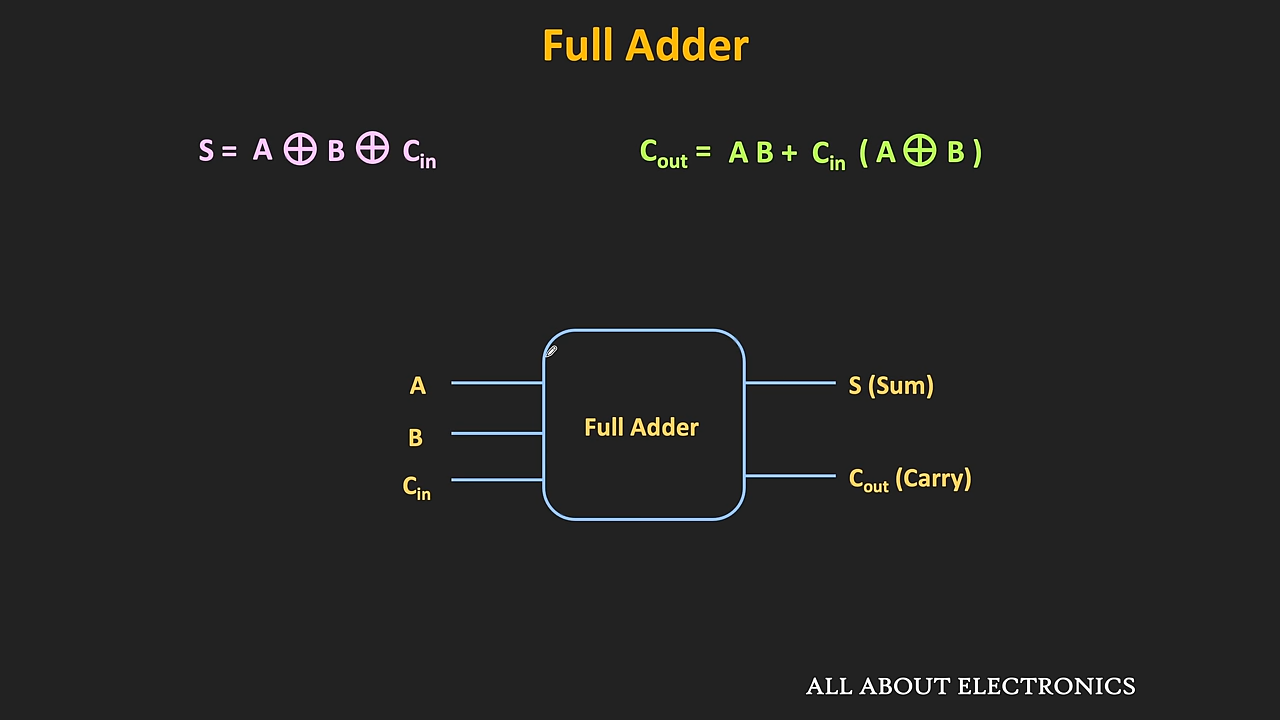 Full Adder
S = A ⊕ B ⊕ Cin
Cout = A B + Cin ( A ⊕ B )
A
B
Cin
Full Adder
S (Sum)
Cout (Carry)
ALL ABOUT ELECTRONICS